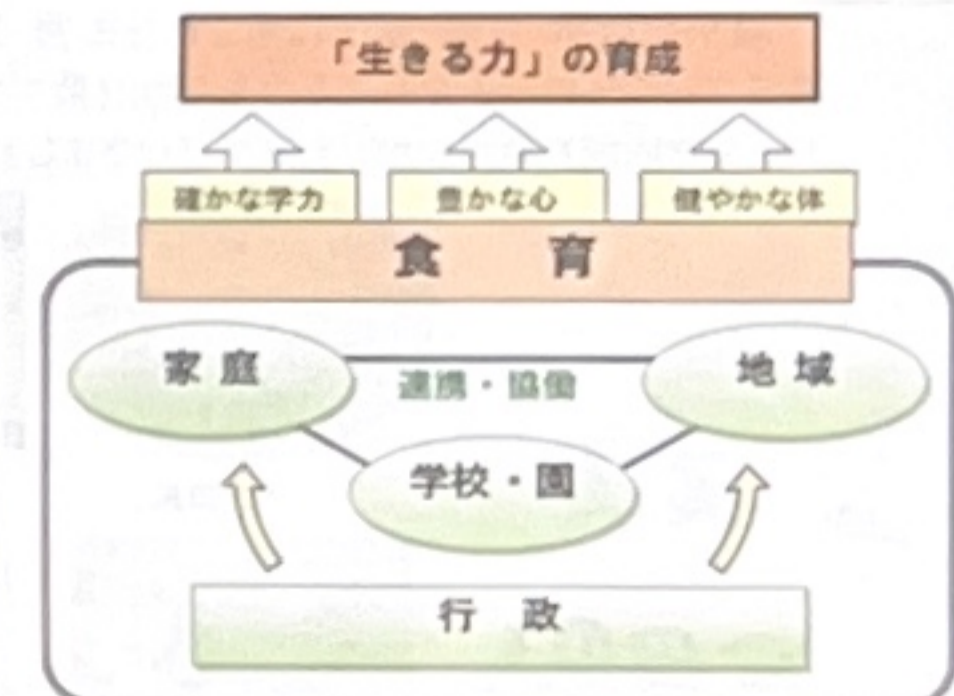 「生きる力」の育成
確かな学力
豊かな心
健やかな体
食 育
家 庭
地 域
連携・協働
学校・園
行 政